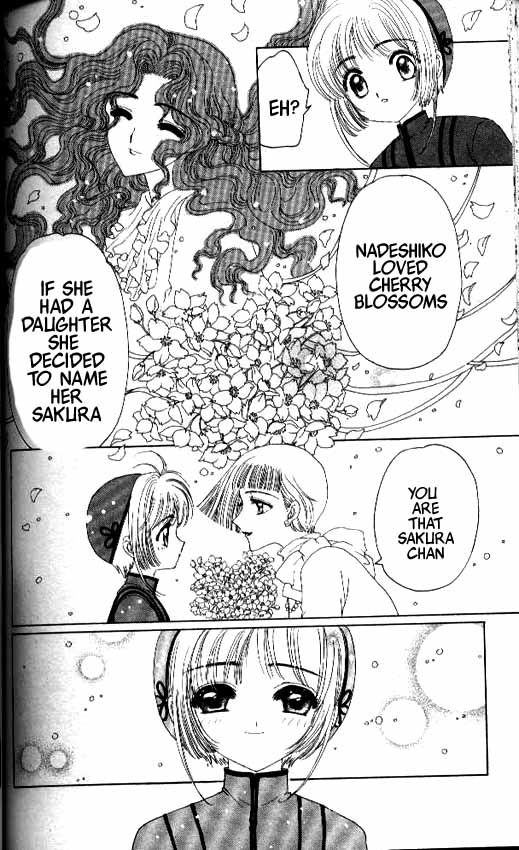 EH?
NADESHIKO
LOVED
CHERRY
BLOSSOMS
IF SHE
HAD A
DAUGHTER
SHE
DECIDED
TO NAME
HER
SAKURA
YOU
ARE
THAT
SAKURA
CHAN